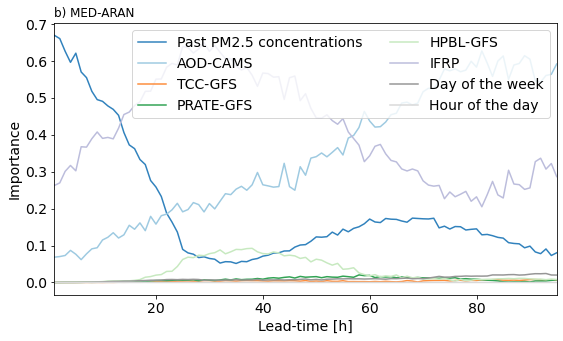 b) MED-ARAN
Past PM2.5 concentrations
AOD-CAMS
TCC-GFS
PRATE-GFS
HPBL-GFS
IFRP
Day of the week
Hour of the day
Importance
0.7
0.6
0.5
0.4
0.3
0.2
0.1
0.0
20
40
60
80
Lead-time [h]